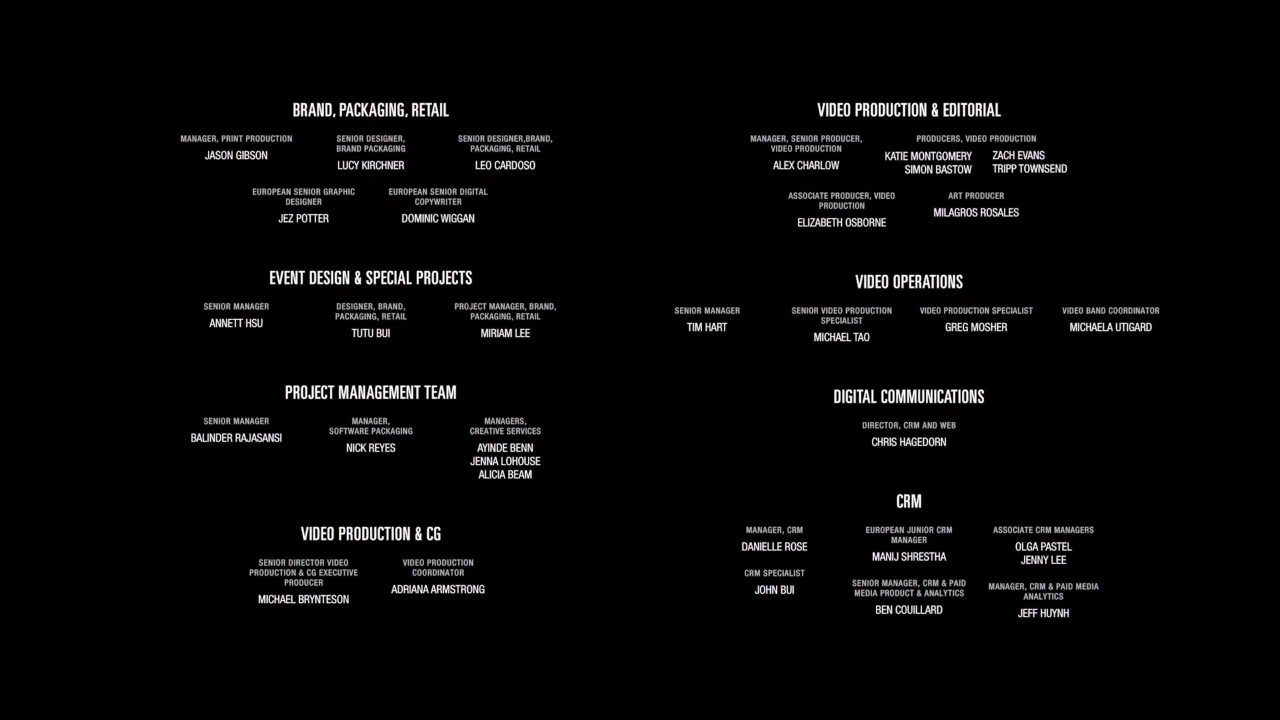 BRAND, PACKAGING, RETAIL
MANAGER, PRINT PRODUCTION
JASON GIBSON
SENIOR DESIGNER,
BRAND PACKAGING
LUCY KIRCHNER
SENIOR DESIGNER,BRAND,
PACKAGING, RETAIL
LEO CARDOSO
EUROPEAN SENIOR GRAPHIC
DESIGNER
JEZ POTTER
EUROPEAN SENIOR DIGITAL
COPYWRITER
DOMINIC WIGGAN
EVENT DESIGN & SPECIAL PROJECTS
SENIOR MANAGER
ANNETT HSU
DESIGNER, BRAND,
PACKAGING, RETAIL
TUTU BUI
PROJECT MANAGER, BRAND,
PACKAGING, RETAIL
MIRIAM LEE
PROJECT MANAGEMENT TEAM
SENIOR MANAGER
BALINDER RAJASANSI
MANAGER,
SOFTWARE PACKAGING
NICK REYES
MANAGERS,
CREATIVE SERVICES
AYINDE BENN
JENNA LOHOUSE
ALICIA BEAM
VIDEO PRODUCTION & CG
SENIOR DIRECTOR VIDEO
PRODUCTION & CG EXECUTIVE
PRODUCER
MICHAEL BRYNTESON
VIDEO PRODUCTION
COORDINATOR
ADRIANA ARMSTRONG
VIDEO PRODUCTION & EDITORIAL
MANAGER, SENIOR PRODUCER,
VIDEO PRODUCTION
ALEX CHARLOW
PRODUCERS, VIDEO PRODUCTION
KATIE MONTGOMERY
SIMON BASTOW
ZACH EVANS
TRIPP TOWNSEND
ASSOCIATE PRODUCER, VIDEO
PRODUCTION
ELIZABETH OSBORNE
ART PRODUCER
MILAGROS ROSALES
VIDEO OPERATIONS
SENIOR MANAGER
TIM HART
SENIOR VIDEO PRODUCTION
SPECIALIST
MICHAEL TAO
VIDEO PRODUCTION SPECIALIST
GREG MOSHER
VIDEO BAND COORDINATOR
MICHAELA UTIGARD
DIGITAL COMMUNICATIONS
DIRECTOR, CRM AND WEB
CHRIS HAGEDORN
CRM
MANAGER, CRM
DANIELLE ROSE
EUROPEAN JUNIOR CRM
MANAGER
MANIJ SHRESTHA
ASSOCIATE CRM MANAGERS
OLGA PASTEL
JENNY LEE
CRM SPECIALIST
JOHN BUI
SENIOR MANAGER, CRM & PAID
MEDIA PRODUCT & ANALYTICS
BEN COUILLARD
MANAGER, CRM & PAID MEDIA
ANALYTICS
JEFF HUYNH